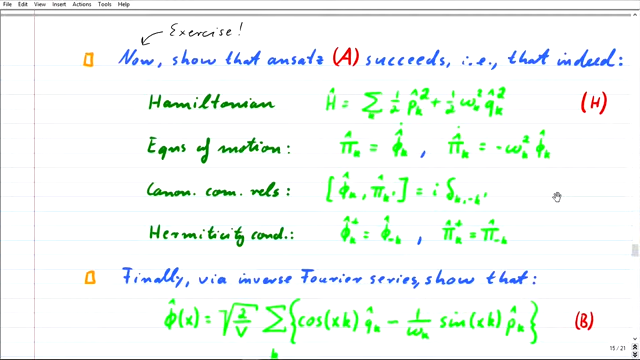 File Edit View Insert Actions Tools Help
Exercise!
Now, show that ansatz (A) succeeds, i.e., that indeed:
Hamiltonian Ĥ = Σ_k ½ p̂_k² + ½ ω_k² q̂_k² (H)
Eqns of motion: π̂_k = φ̂̇_k , π̂̇_k = -ω_k² φ̂_k
Canon. com. rels: [φ̂_k, π̂_k'] = i δ_k,-k'
Hermiticity cond.: φ̂_k⁺ = φ̂_-k , π̂_k⁺ = π̂_-k
Finally, via inverse Fourier series, show that:
φ̂(x) = √(2/V) Σ_k {cos(xk) q̂_k - 1/ω_k sin(xk) p̂_k} (B)
15 / 21